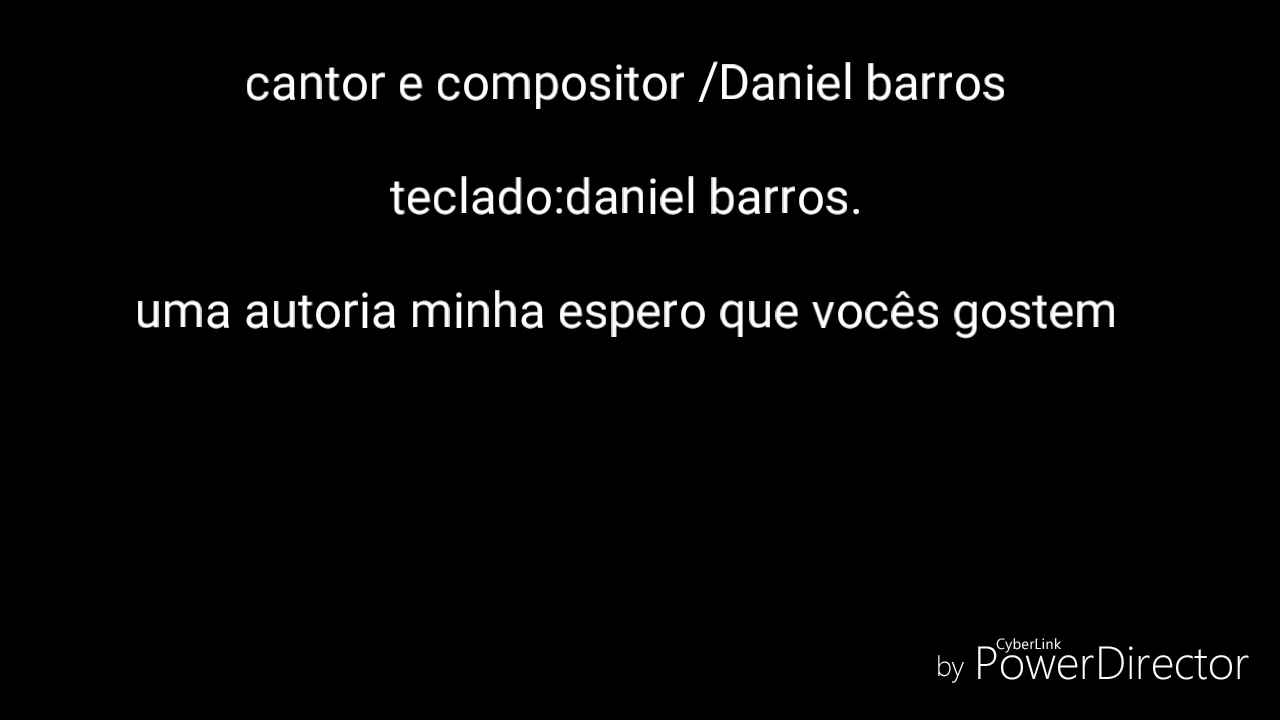 cantor e compositor /Daniel barros
teclado:daniel barros.
uma autoria minha espero que vocês gostem
CyberLink
by PowerDirector